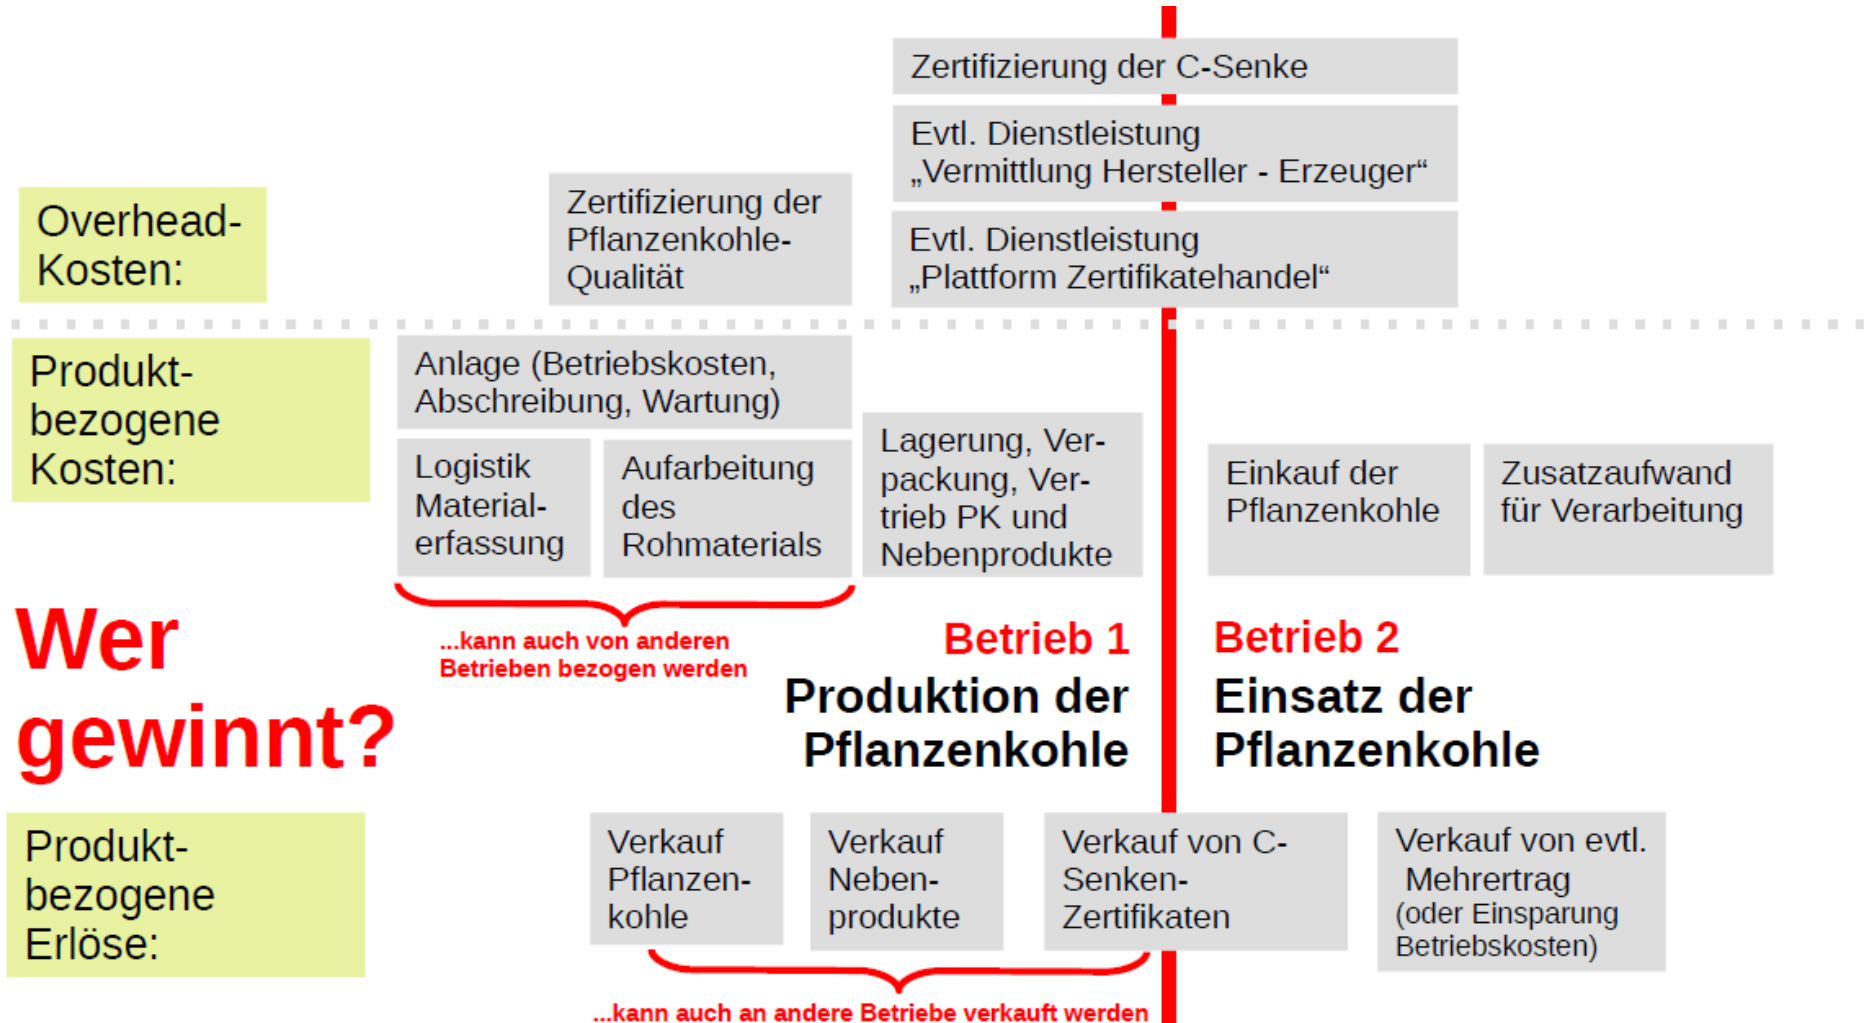 Zertifizierung der C-Senke
Evtl. Dienstleistung
„Vermittlung Hersteller - Erzeuger“
Evtl. Dienstleistung
„Plattform Zertifikatehandel“
Zertifizierung der
Pflanzenkohle-
Qualität
Overhead-
Kosten:
Produkt-
bezogene
Kosten:
Anlage (Betriebskosten,
Abschreibung, Wartung)
Logistik
Material-
erfassung
Aufarbeitung
des
Rohmaterials
Lagerung, Ver-
packung, Ver-
trieb PK und
Nebenprodukte
Einkauf der
Pflanzenkohle
Zusatzaufwand
für Verarbeitung
...kann auch von anderen
Betrieben bezogen werden
Wer
gewinnt?
Betrieb 1
Produktion der
Pflanzenkohle
Betrieb 2
Einsatz der
Pflanzenkohle
Produkt-
bezogene
Erlöse:
Verkauf
Pflanzen-
kohle
Verkauf
Neben-
produkte
Verkauf von C-
Senken-
Zertifikaten
Verkauf von evtl.
Mehrertrag
(oder Einsparung
Betriebskosten)
...kann auch an andere Betriebe verkauft werden